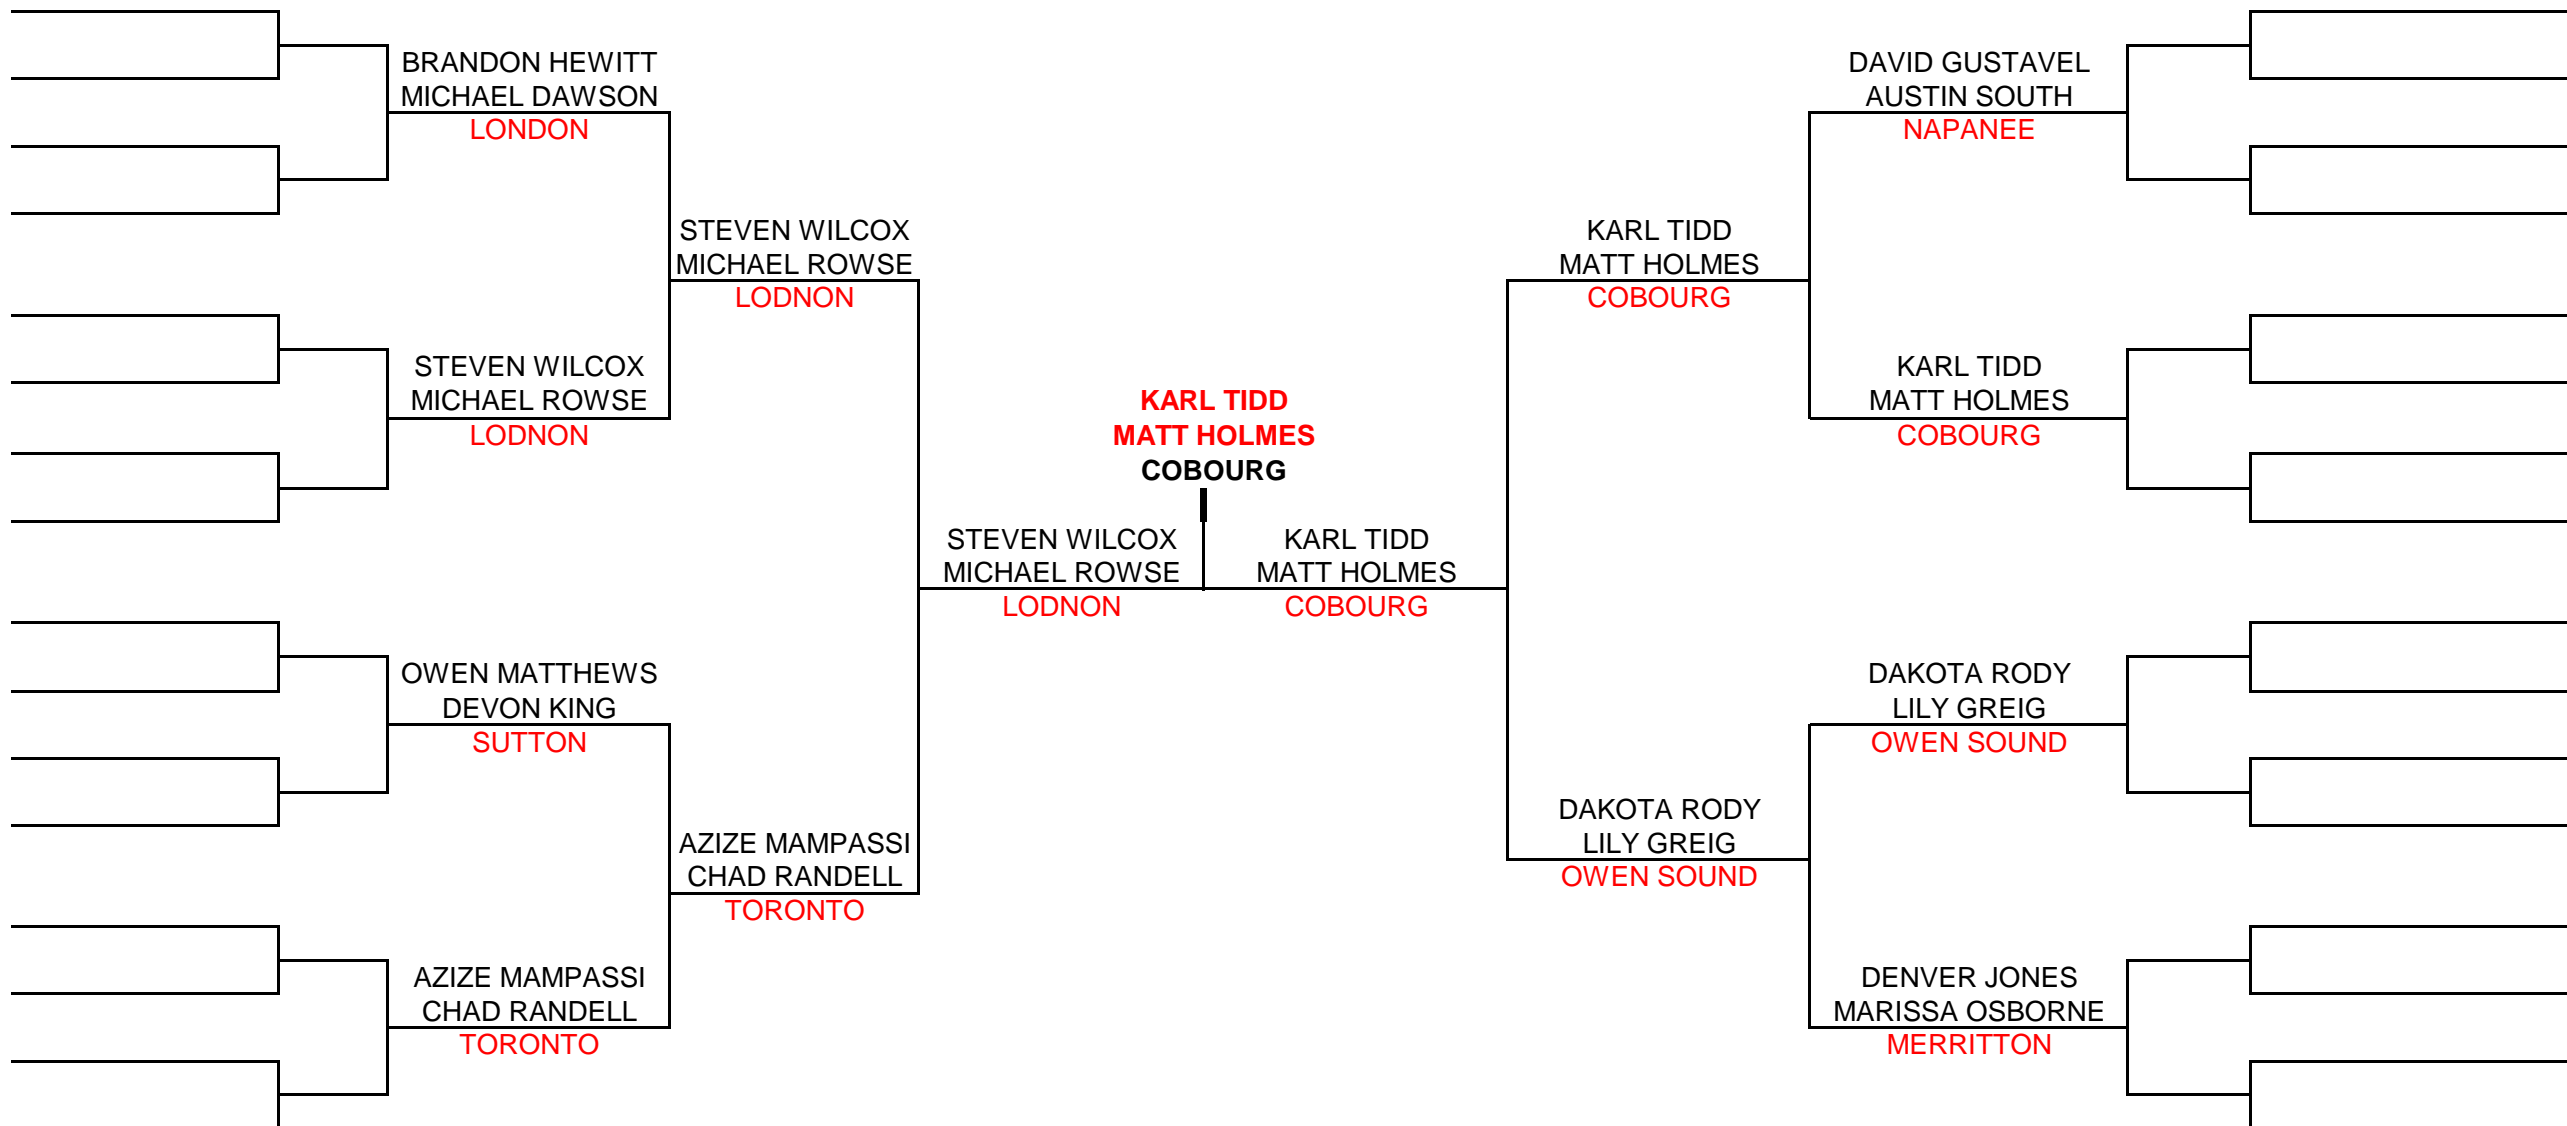 BRANDON HEWITT
MICHAEL DAWSON
LONDON
STEVEN WILCOX
MICHAEL ROWSE
LODNON
STEVEN WILCOX
MICHAEL ROWSE
LODNON
OWEN MATTHEWS
DEVON KING
SUTTON
AZIZE MAMPASSI
CHAD RANDELL
TORONTO
AZIZE MAMPASSI
CHAD RANDELL
TORONTO
STEVEN WILCOX
MICHAEL ROWSE
LODNON
KARL TIDD
MATT HOLMES
COBOURG
KARL TIDD
MATT HOLMES
COBOURG
KARL TIDD
MATT HOLMES
COBOURG
DAKOTA RODY
LILY GREIG
OWEN SOUND
DAVID GUSTAVEL
AUSTIN SOUTH
NAPANEE
KARL TIDD
MATT HOLMES
COBOURG
DAKOTA RODY
LILY GREIG
OWEN SOUND
DENVER JONES
MARISSA OSBORNE
MERRITTON